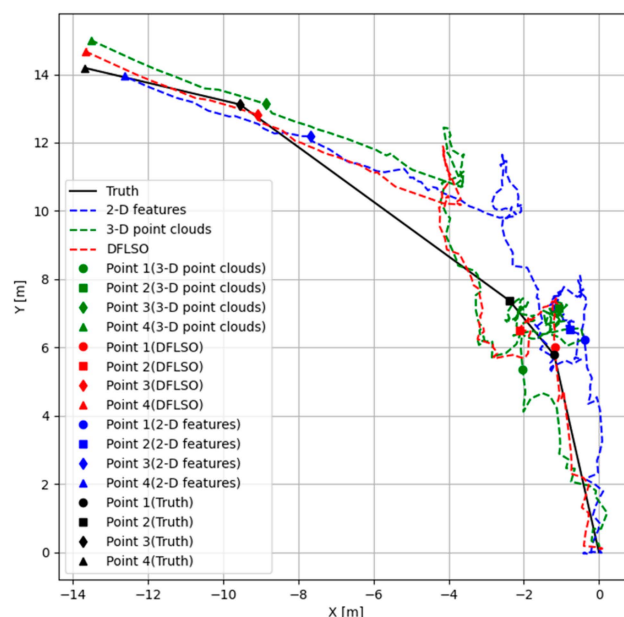 14
12
10
8
6
4
2
0
Y [m]
Truth
2-D features
3-D point clouds
DFLSO
Point 1(3-D point clouds)
Point 2(3-D point clouds)
Point 3(3-D point clouds)
Point 4(3-D point clouds)
Point 1(DFLSO)
Point 2(DFLSO)
Point 3(DFLSO)
Point 4(DFLSO)
Point 1(2-D features)
Point 2(2-D features)
Point 3(2-D features)
Point 4(2-D features)
Point 1(Truth)
Point 2(Truth)
Point 3(Truth)
Point 4(Truth)
−14 −12 −10 −8 −6 −4 −2 0
X [m]